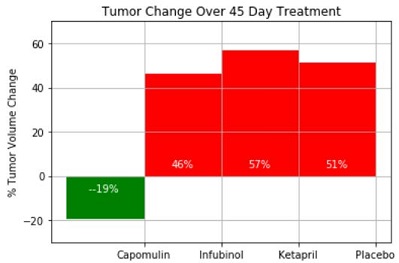 Tumor Change Over 45 Day Treatment
% Tumor Volume Change
60
40
20
0
−20
--19%
46%
57%
51%
Capomulin
Infubinol
Ketapril
Placebo